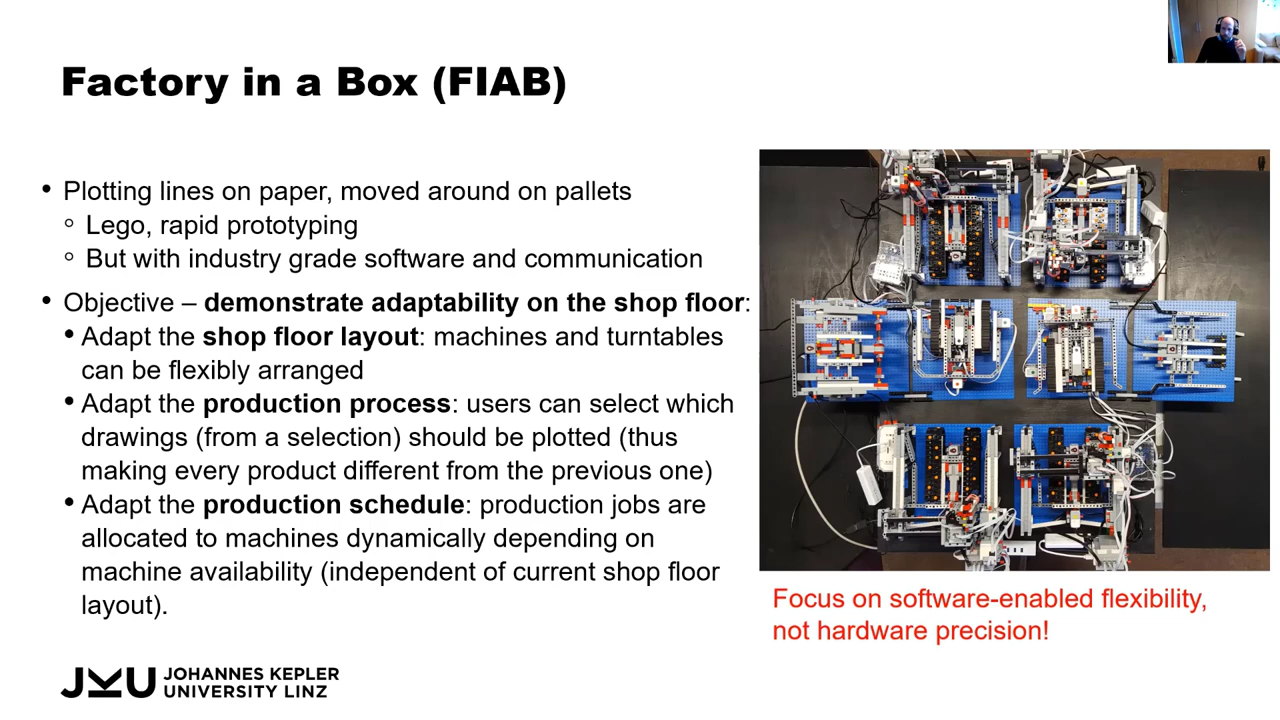 Factory in a Box (FIAB)
• Plotting lines on paper, moved around on pallets
○ Lego, rapid prototyping
○ But with industry grade software and communication
• Objective – demonstrate adaptability on the shop floor:
• Adapt the shop floor layout: machines and turntables
can be flexibly arranged
• Adapt the production process: users can select which
drawings (from a selection) should be plotted (thus
making every product different from the previous one)
• Adapt the production schedule: production jobs are
allocated to machines dynamically depending on
machine availability (independent of current shop floor
layout).
Focus on software-enabled flexibility,
not hardware precision!
JKU JOHANNES KEPLER
UNIVERSITY LINZ